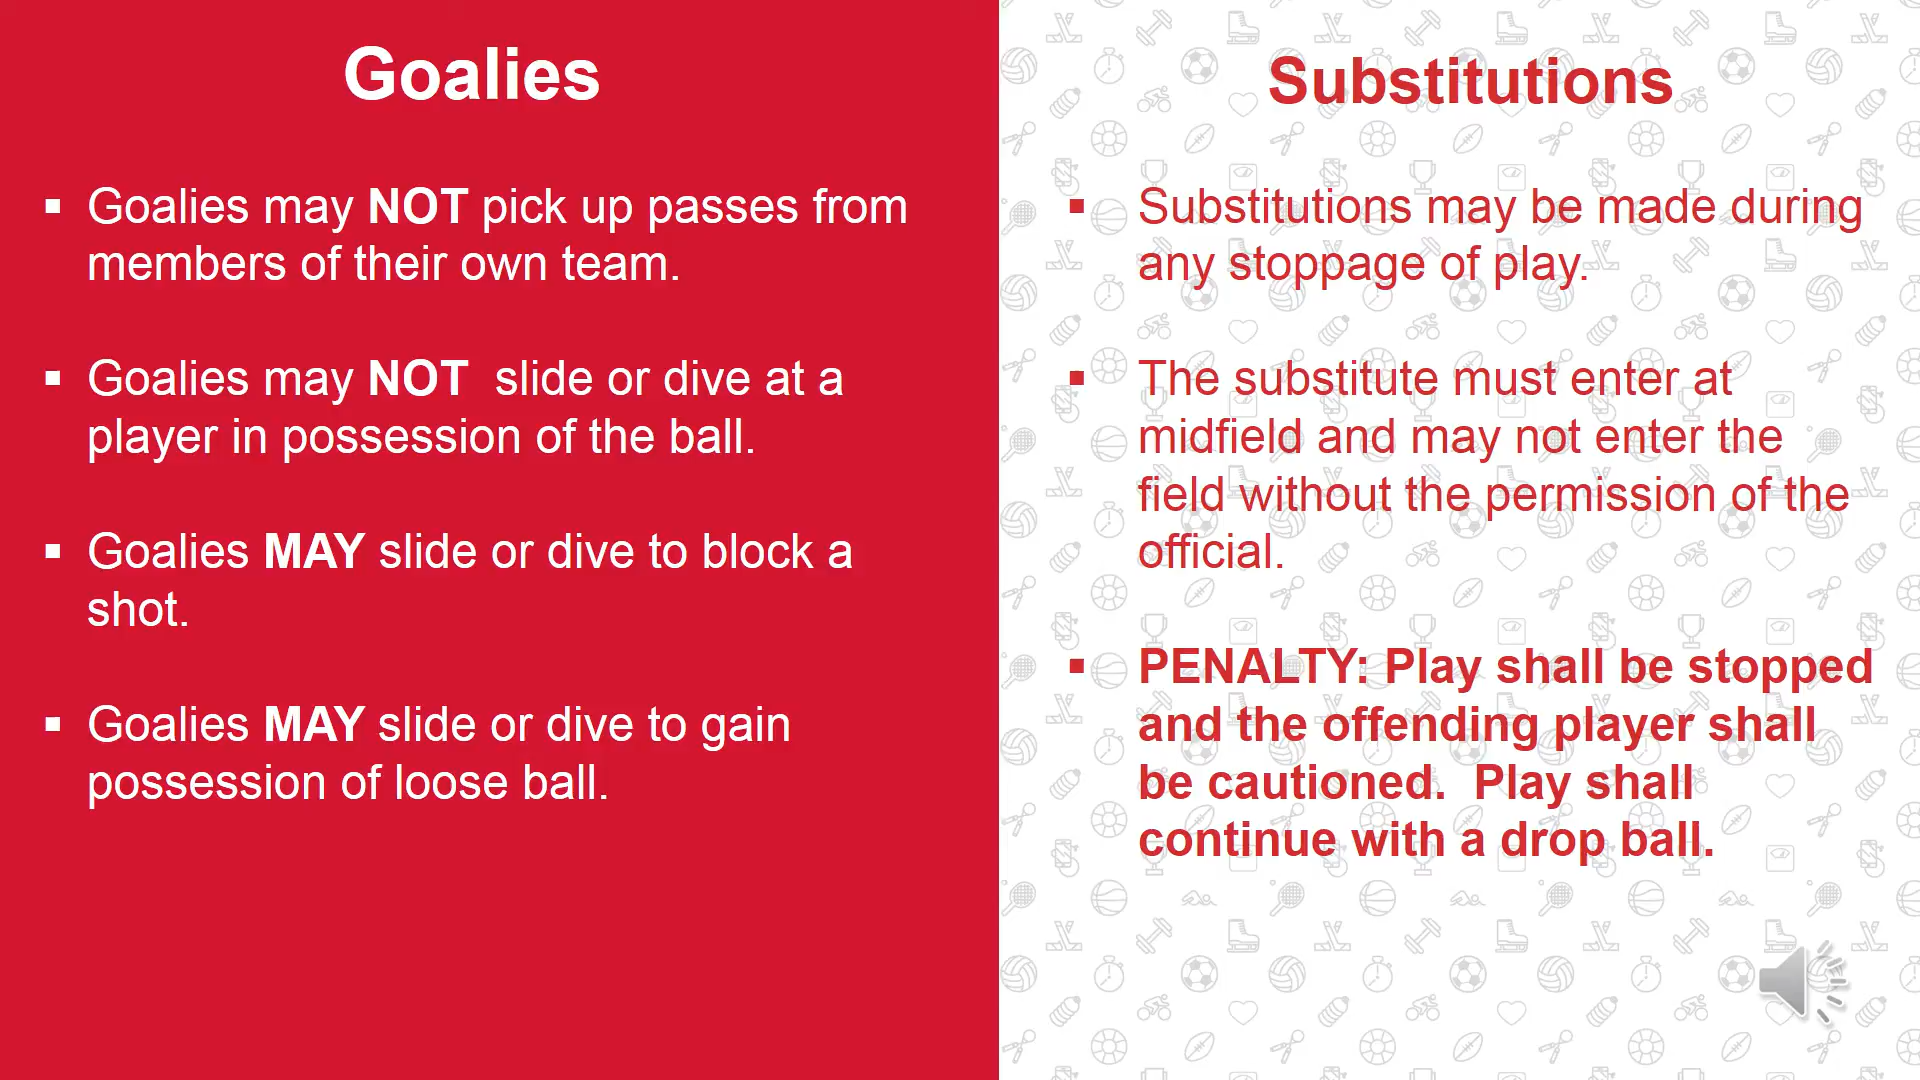 Goalies
▪ Goalies may NOT pick up passes from
members of their own team.
▪ Goalies may NOT  slide or dive at a
player in possession of the ball.
▪ Goalies MAY slide or dive to block a
shot.
▪ Goalies MAY slide or dive to gain
possession of loose ball.
Substitutions
▪ Substitutions may be made during
any stoppage of play.
▪ The substitute must enter at
midfield and may not enter the
field without the permission of the
official.
▪ PENALTY: Play shall be stopped
and the offending player shall
be cautioned.  Play shall
continue with a drop ball.